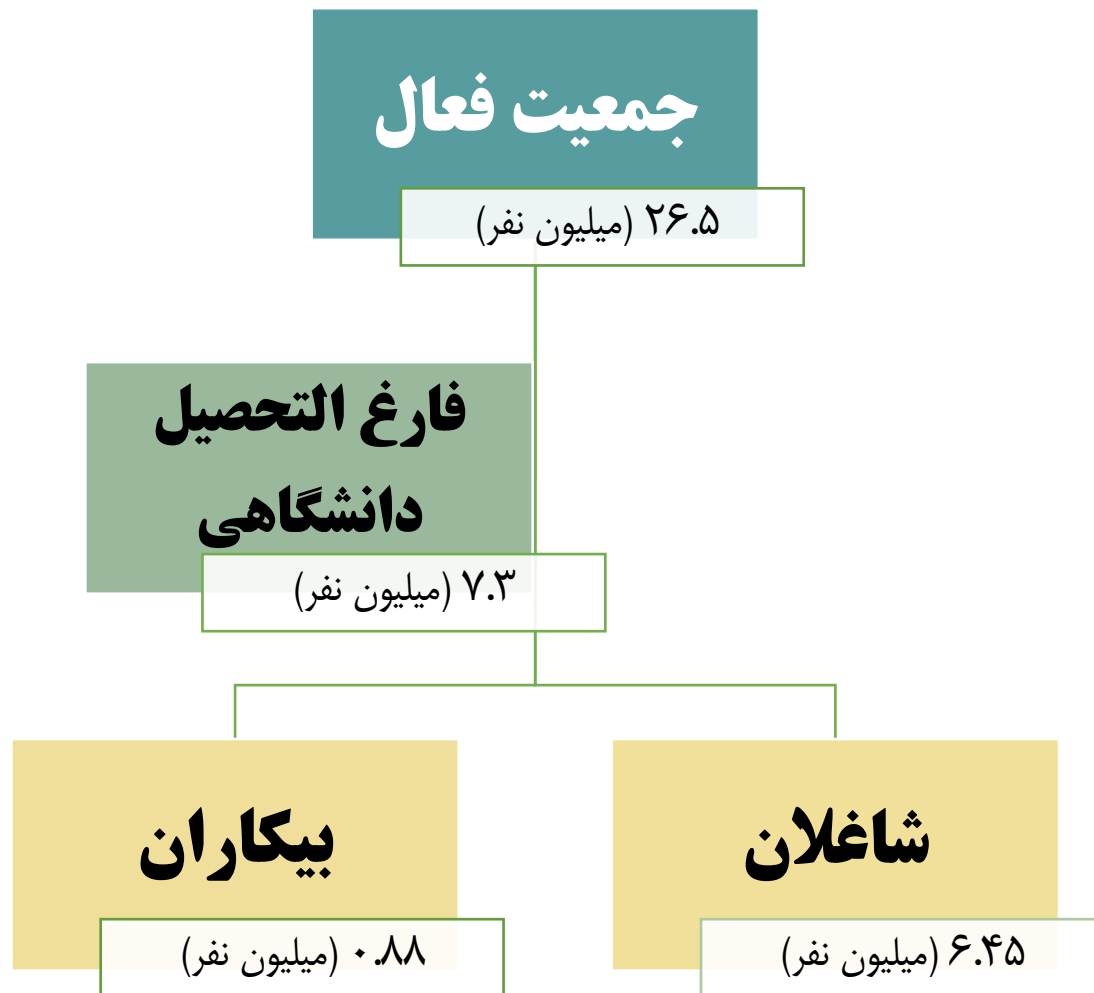 جمعیت فعال
۲۶.۵ (میلیون نفر)
فارغ التحصیل
دانشگاهی
۷.۳ (میلیون نفر)
شاغلان
۶.۴۵ (میلیون نفر)
بیکاران
۰.۸۸ (میلیون نفر)